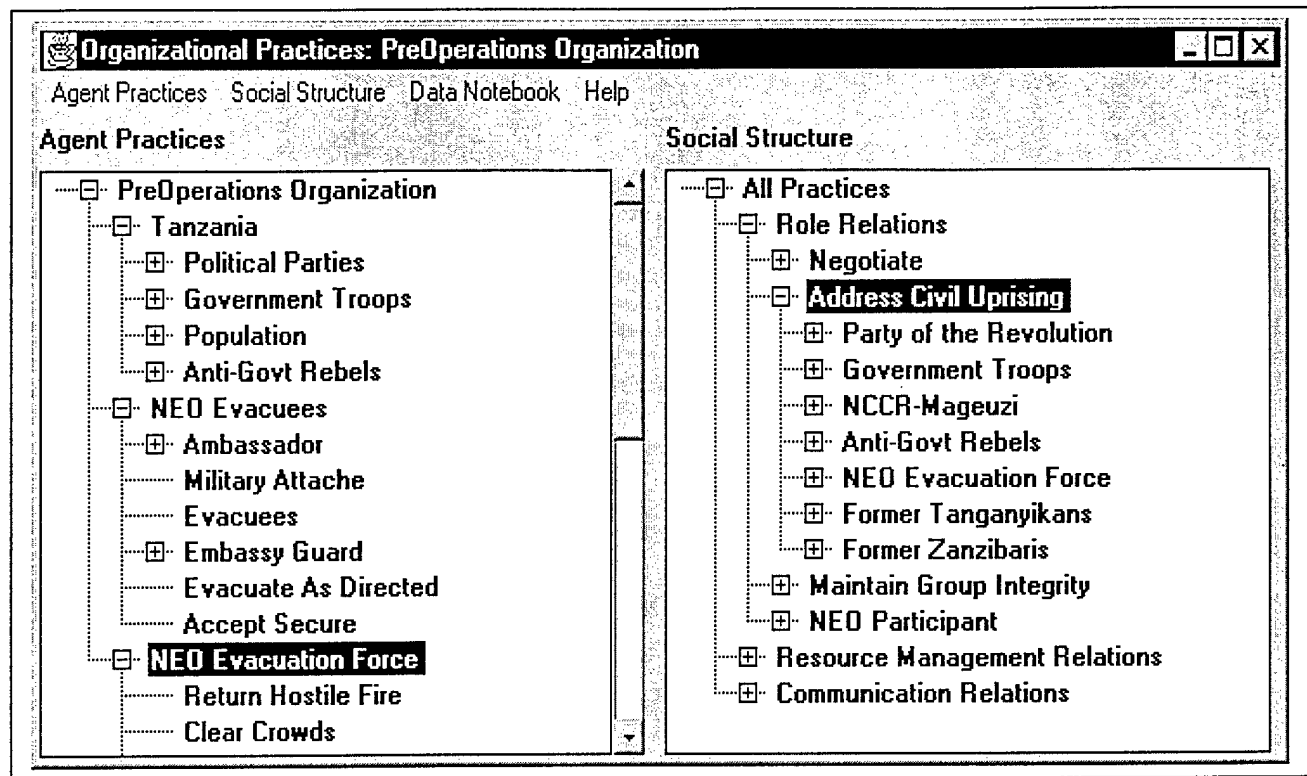 Organizational Practices: PreOperations Organization
Agent Practices Social Structure Data Notebook Help
Agent Practices
PreOperations Organization
Tanzania
Political Parties
Government Troops
Population
Anti-Govt Rebels
NEO Evacuees
Ambassador
Military Attache
Evacuees
Embassy Guard
Evacuate As Directed
Accept Secure
NEO Evacuation Force
Return Hostile Fire
Clear Crowds
Social Structure
All Practices
Role Relations
Negotiate
Address Civil Uprising
Party of the Revolution
Government Troops
NCCR-Mageuzi
Anti-Govt Rebels
NEO Evacuation Force
Former Tanganyikans
Former Zanzibaris
Maintain Group Integrity
NEO Participant
Resource Management Relations
Communication Relations